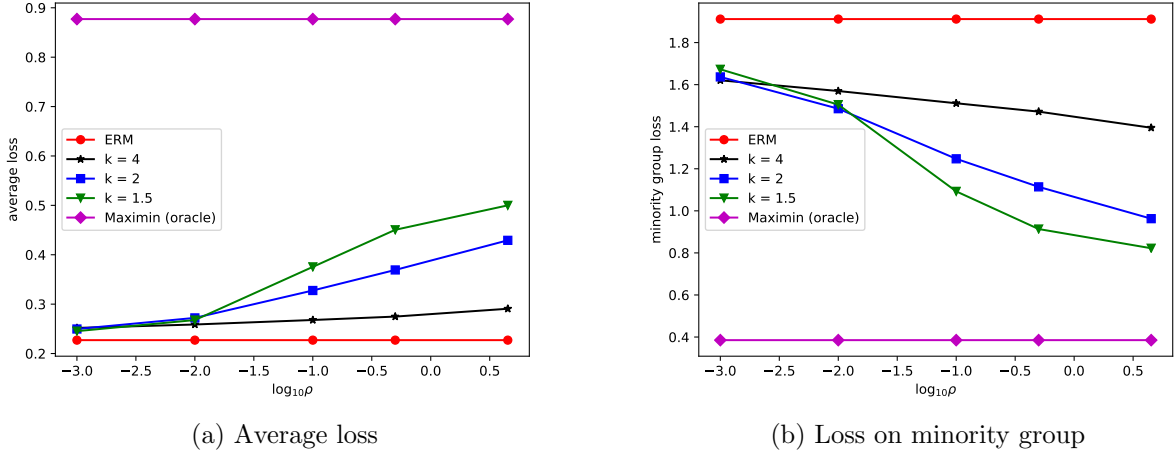 0.9
0.8
0.7
0.6
0.5
0.4
0.3
0.2
average loss
ERM
k = 4
k = 2
k = 1.5
Maximin (oracle)
−3.0 −2.5 −2.0 −1.5 −1.0 −0.5 0.0 0.5
log₁₀ρ
(a) Average loss
1.8
1.6
1.4
1.2
1.0
0.8
0.6
0.4
minority group loss
ERM
k = 4
k = 2
k = 1.5
Maximin (oracle)
−3.0 −2.5 −2.0 −1.5 −1.0 −0.5 0.0 0.5
log₁₀ρ
(b) Loss on minority group